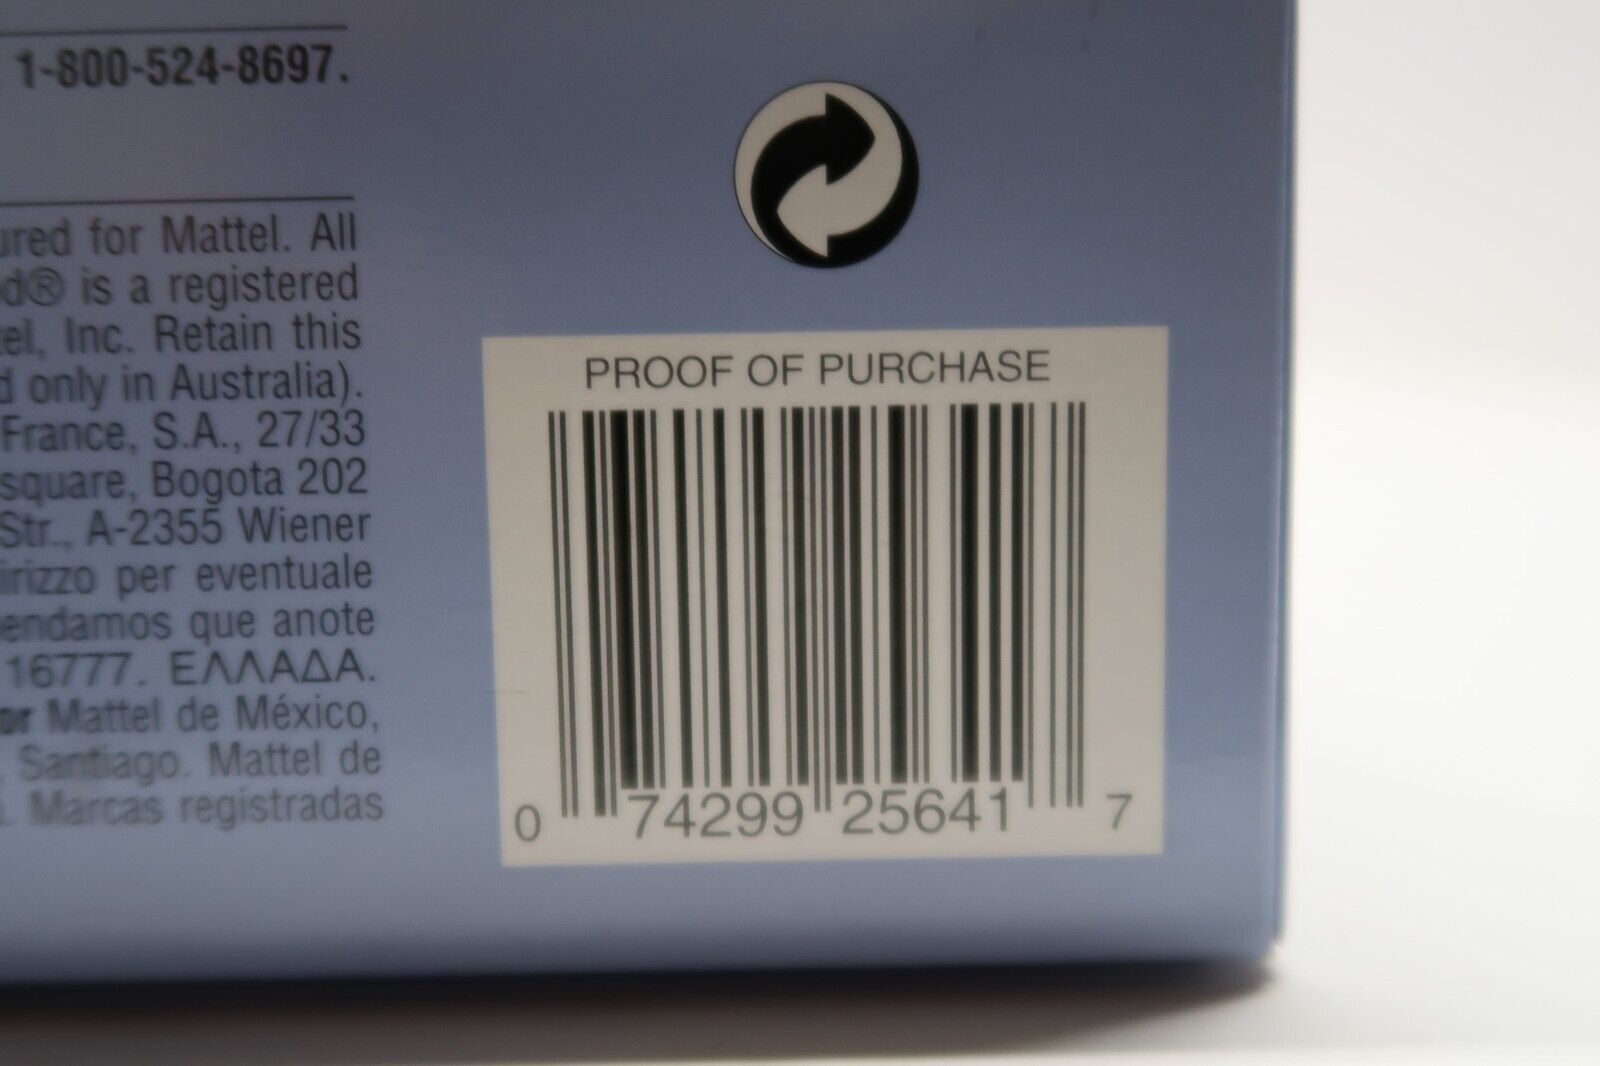 1-800-524-8697.
ured for Mattel. All
d® is a registered
tel, Inc. Retain this
d only in Australia).
France, S.A., 27/33
square, Bogota 202
Str., A-2355 Wiener
irizzo per eventuale
endamos que anote
16777. ΕΛΛΑΔΑ.
or Mattel de México,
, Santiago. Mattel de
. Marcas registradas
PROOF OF PURCHASE
0 74299 25641 7